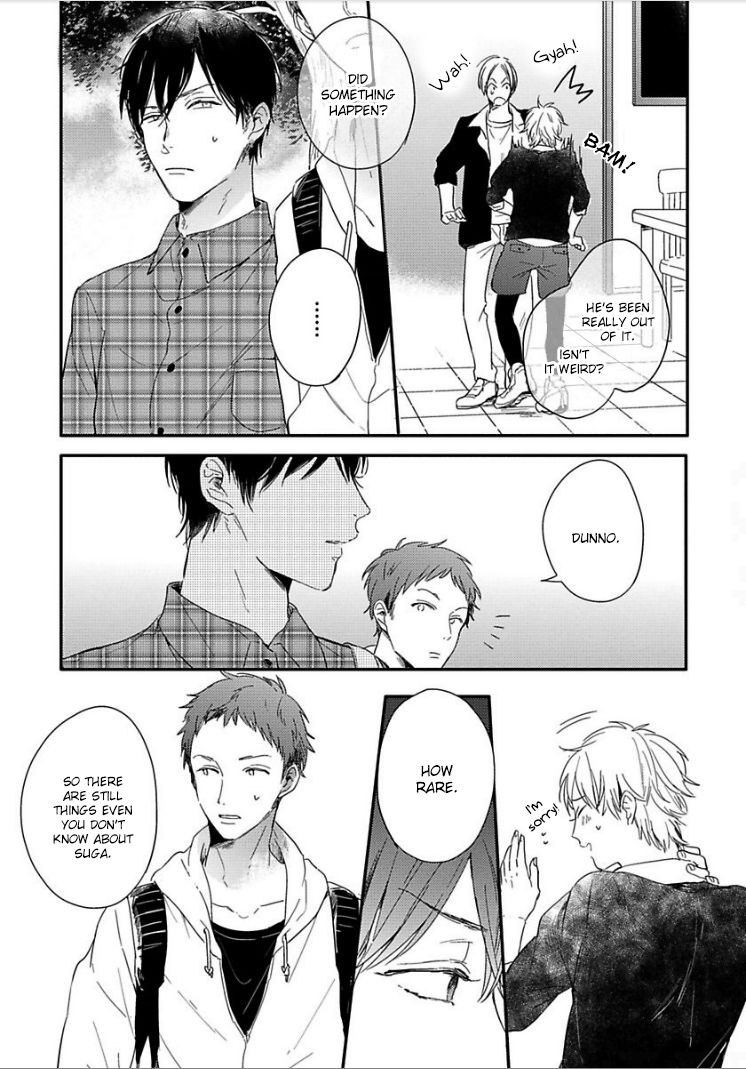 Wah!
Gyah!
BAM!
HE'S BEEN
REALLY OUT
OF IT.
ISN'T
IT WEIRD?
DID
SOMETHING
HAPPEN?
......
DUNNO.
I'm
sorry!
HOW
RARE.
SO THERE
ARE STILL
THINGS EVEN
YOU DON'T
KNOW ABOUT
SUGA.